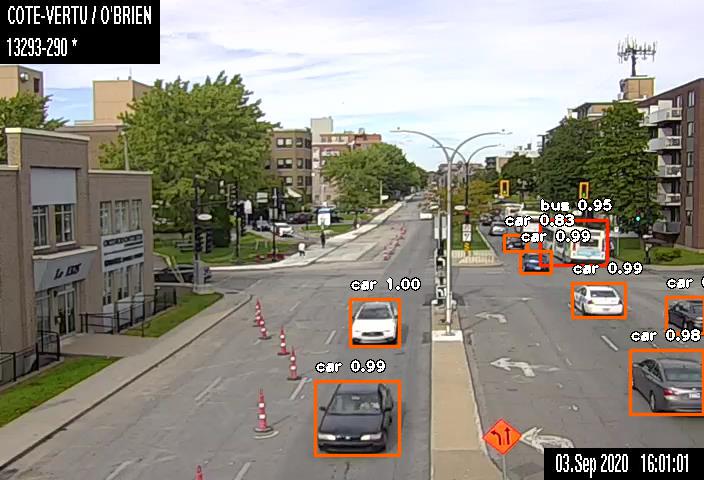 COTE-VERTU / O'BRIEN
13293-290 *
bus 0.95
car 0.83
car 0.99
car 0.99
car 1.00
car 0.98
car 0.99
03.Sep 2020 16:01:01